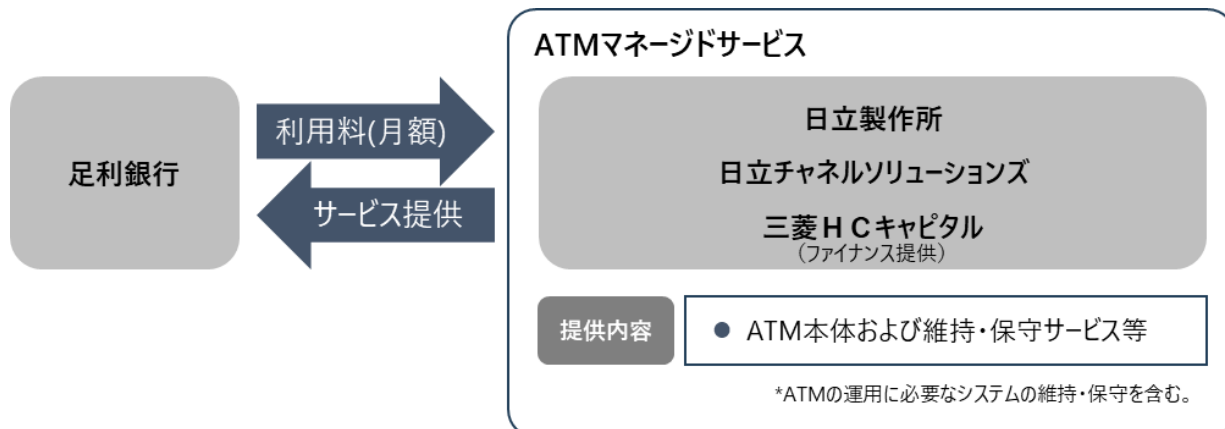 ATMマネージドサービス
足利銀行
利用料(月額)
サービス提供
日立製作所
日立チャネルソリューションズ
三菱ＨＣキャピタル
（ファイナンス提供）
提供内容
● ATM本体および維持・保守サービス等
*ATMの運用に必要なシステムの維持・保守を含む。